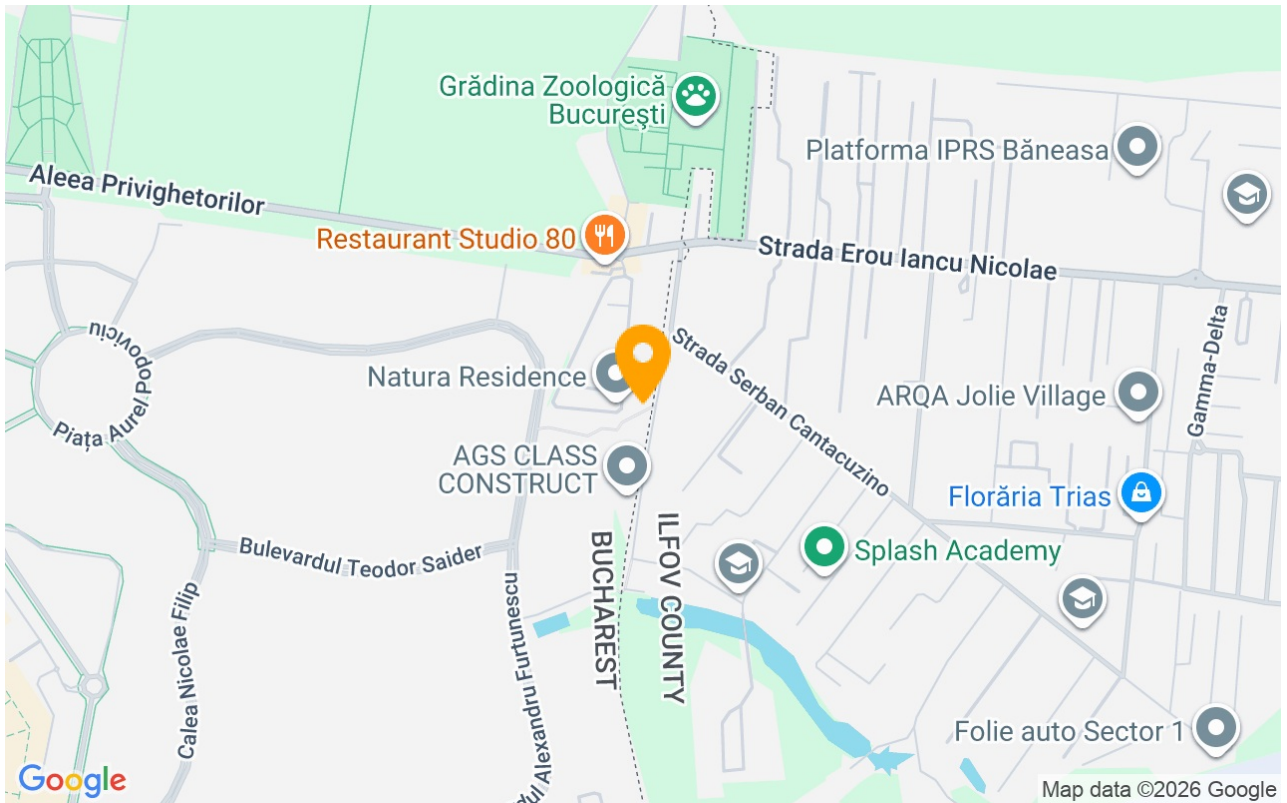 Grădina Zoologică
București
Platforma IPRS Băneasa
Aleea Privighetorilor
Restaurant Studio 80
Strada Erou Iancu Nicolae
Piața Aurel Popoviciu
Natura Residence
Strada Serban Cantacuzino
ARQA Jolie Village
Gamma-Delta
AGS CLASS
CONSTRUCT
Florăria Trias
Bulevardul Teodor Saider
BUCHAREST
ILFOV COUNTY
Splash Academy
Calea Nicolae Filip
dul Alexandru Furtunescu
Folie auto Sector 1
Google
Map data ©2026 Google